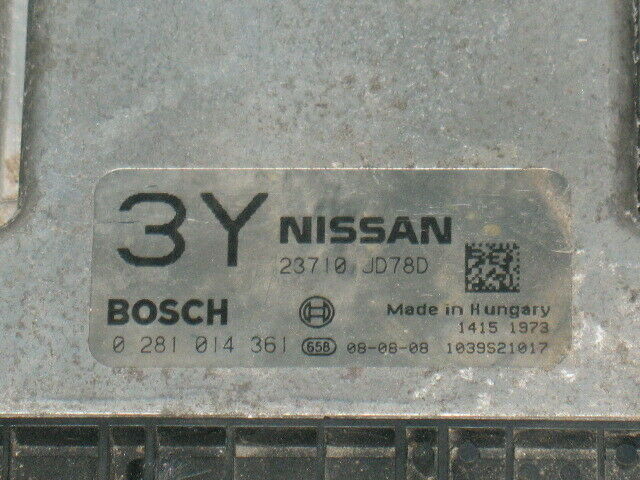 3Y NISSAN
23710 JD78D
BOSCH Made in Hungary
1415 1973
0 281 014 361 658 08-08-08 1039S21017